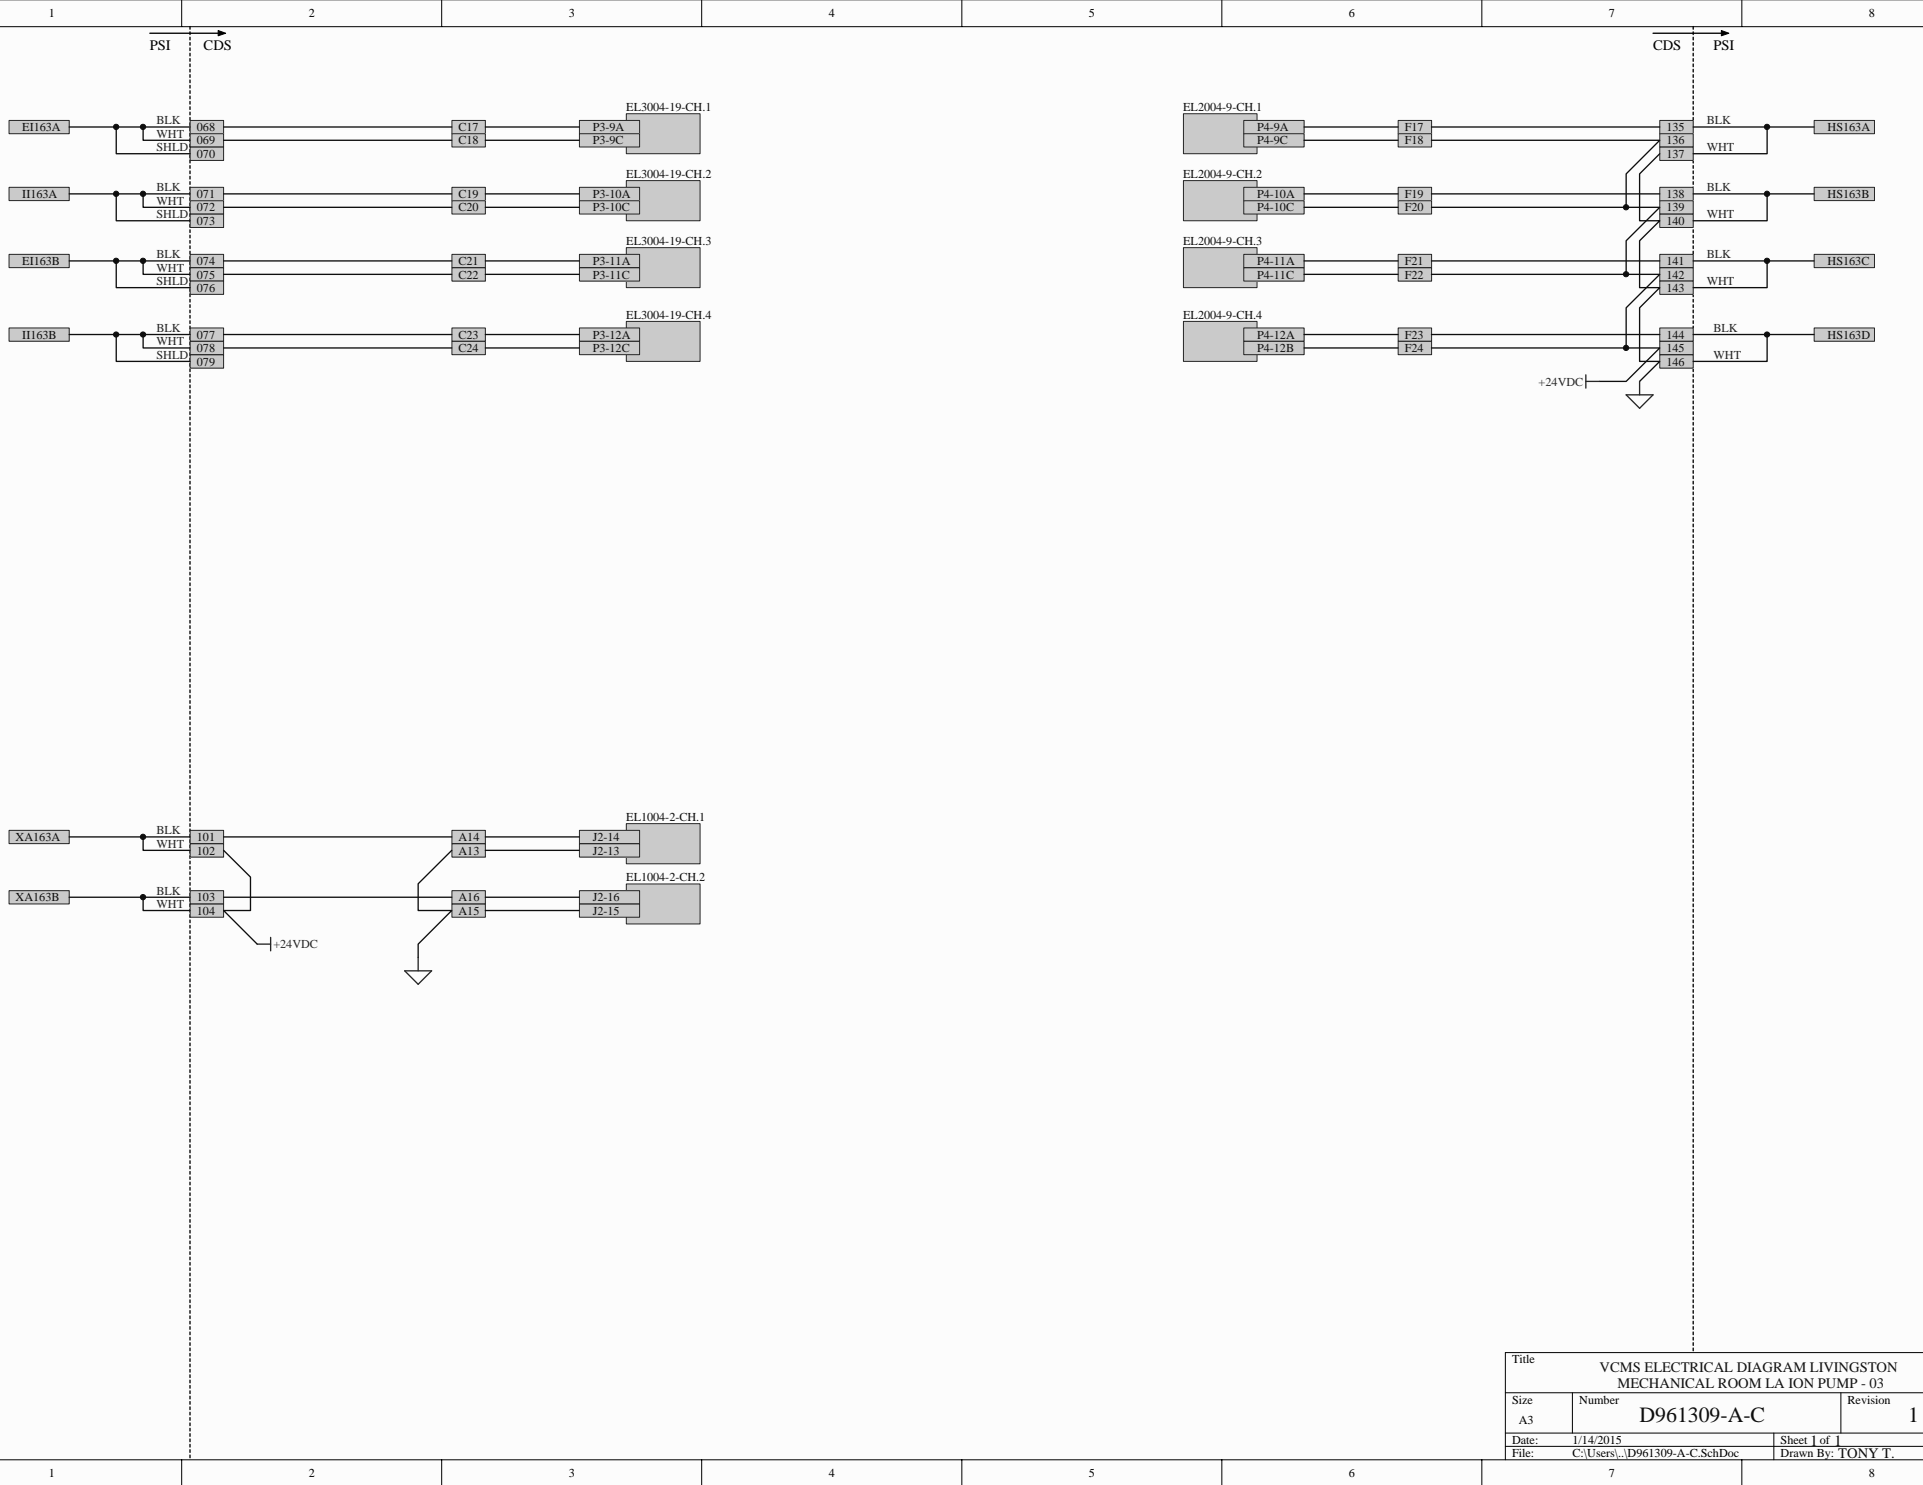 1 2 3 4 5 6 7 8
PSI CDS
CDS PSI
EL3004-19-CH.1
EI163A BLK 068 C17 P3-9A
WHT 069 C18 P3-9C
SHLD 070
EL3004-19-CH.2
II163A BLK 071 C19 P3-10A
WHT 072 C20 P3-10C
SHLD 073
EL3004-19-CH.3
EI163B BLK 074 C21 P3-11A
WHT 075 C22 P3-11C
SHLD 076
EL3004-19-CH.4
II163B BLK 077 C23 P3-12A
WHT 078 C24 P3-12C
SHLD 079
EL2004-9-CH.1
P4-9A F17 135 BLK HS163A
P4-9C F18 136
137 WHT
EL2004-9-CH.2
P4-10A F19 138 BLK HS163B
P4-10C F20 139
140 WHT
EL2004-9-CH.3
P4-11A F21 141 BLK HS163C
P4-11C F22 142
143 WHT
EL2004-9-CH.4
P4-12A F23 144 BLK HS163D
P4-12B F24 145
146 WHT
+24VDC
EL1004-2-CH.1
XA163A BLK 101 A14 J2-14
WHT 102 A13 J2-13
EL1004-2-CH.2
XA163B BLK 103 A16 J2-16
WHT 104 A15 J2-15
+24VDC
Title
VCMS ELECTRICAL DIAGRAM LIVINGSTON
MECHANICAL ROOM LA ION PUMP - 03
Size Number Revision
A3 D961309-A-C 1
Date: 1/14/2015 Sheet 1 of 1
File: C:\Users\..\D961309-A-C.SchDoc Drawn By: TONY T.
1 2 3 4 5 6 7 8